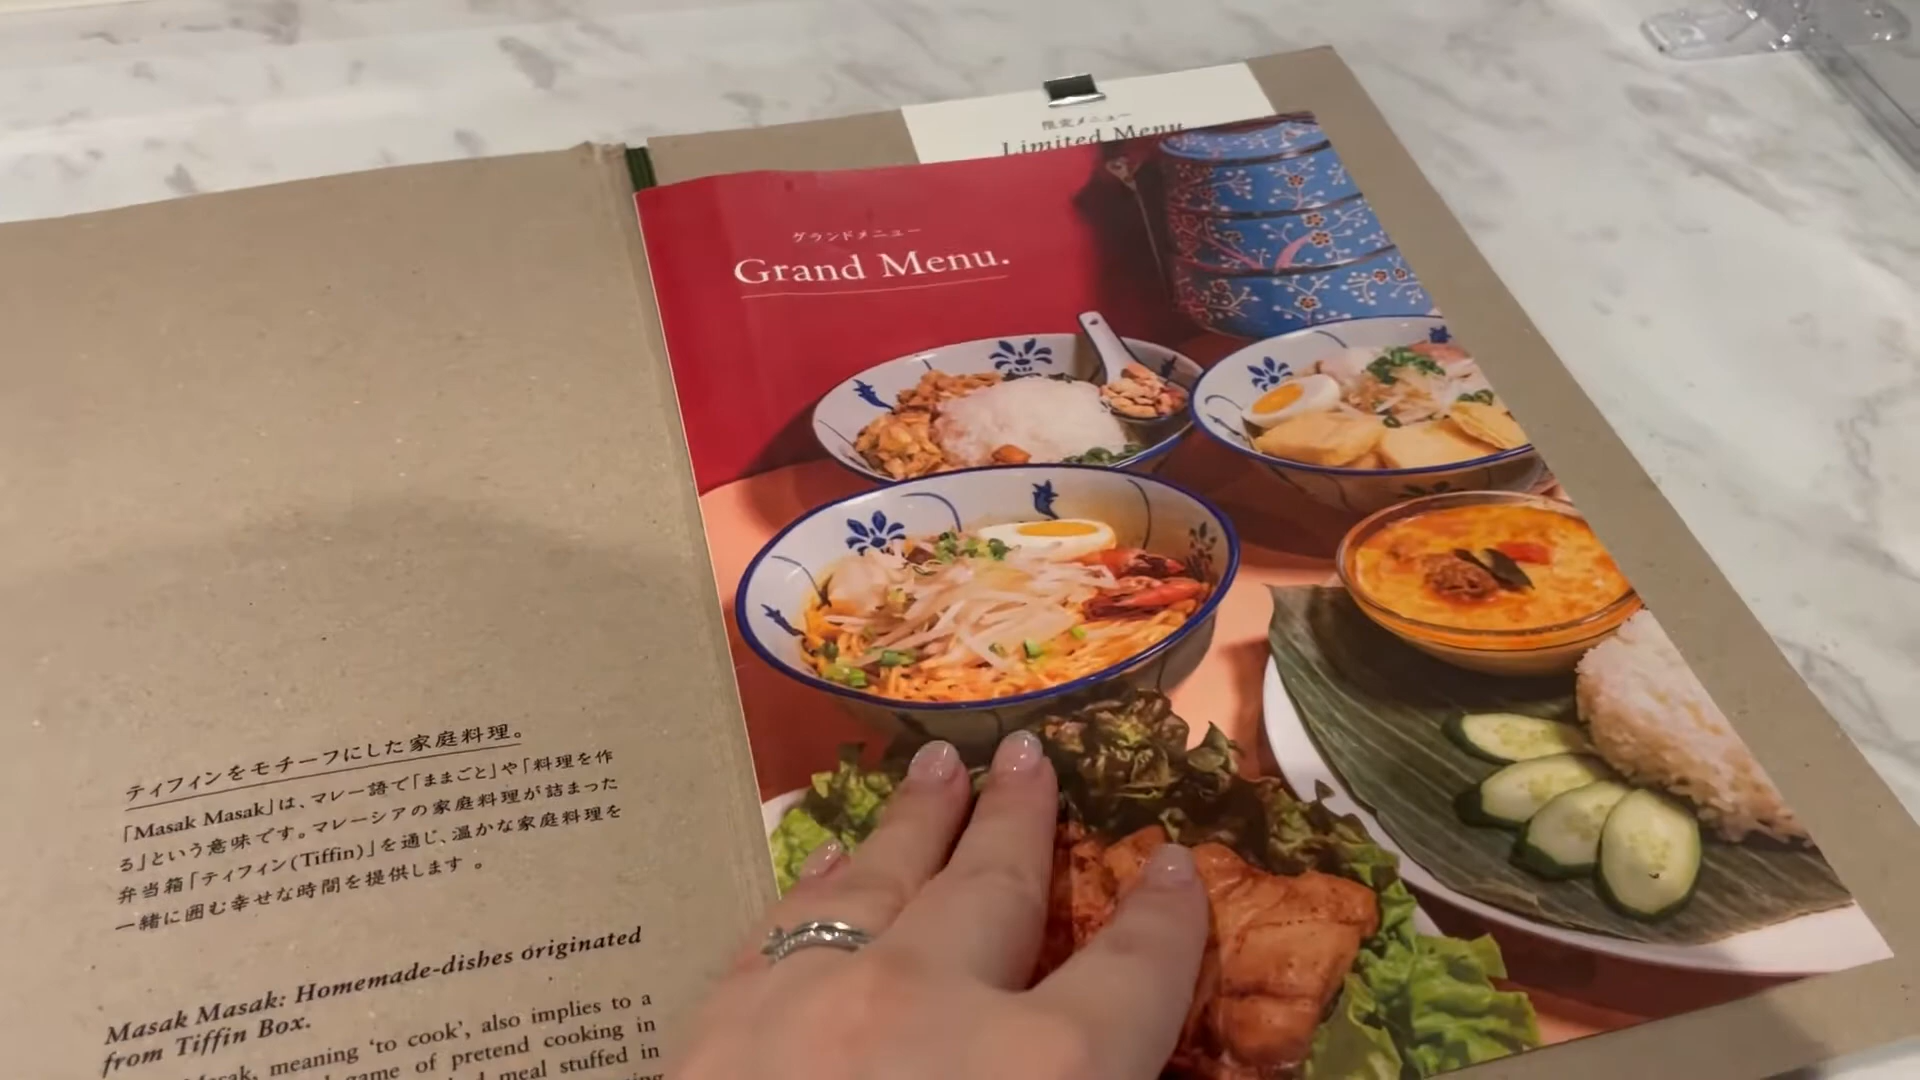 限定メニュー
Limited Menu
グランドメニュー
Grand Menu.
ティフィンをモチーフにした家庭料理。
「Masak Masak」は、マレー語で「ままごと」や「料理を作
る」という意味です。マレーシアの家庭料理が詰まった
弁当箱「ティフィン(Tiffin)」を通じ、温かな家庭料理を
一緒に囲む幸せな時間を提供します 。
Masak Masak: Homemade-dishes originated
from Tiffin Box.
Masak, meaning ‘to cook’, also implies to a
game of pretend cooking in
meal stuffed in